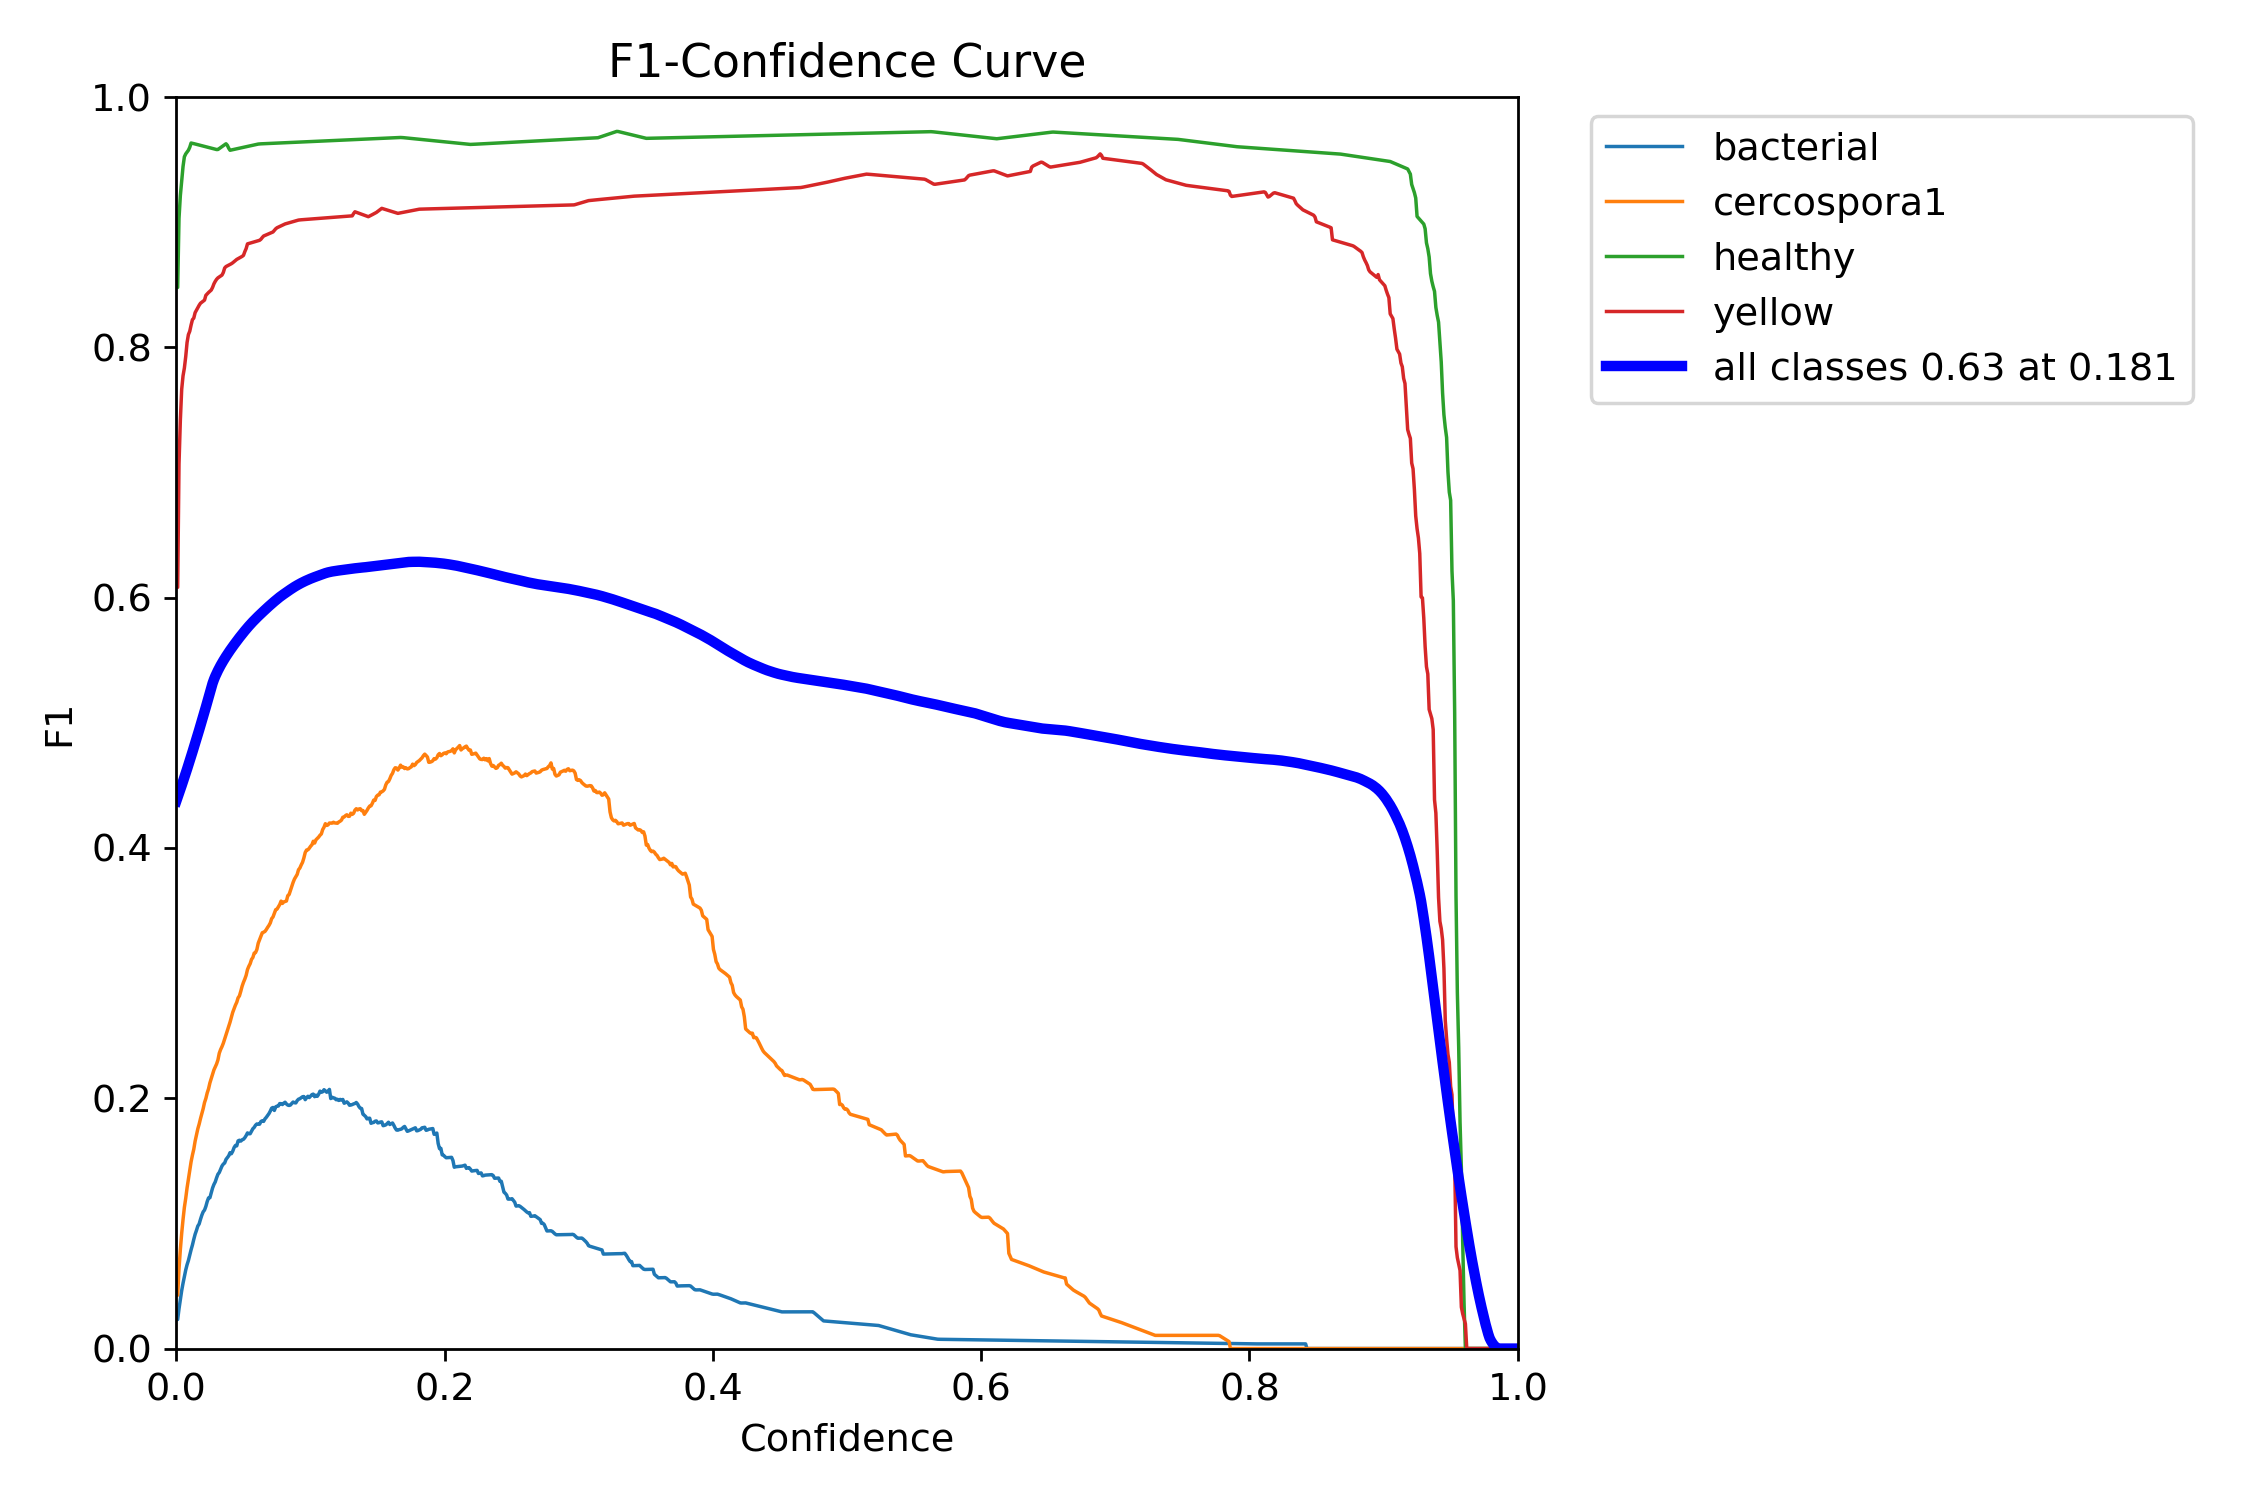 F1-Confidence Curve
1.0
0.8
0.6
0.4
0.2
0.0
F1
0.0 0.2 0.4 0.6 0.8 1.0
Confidence
bacterial
cercospora1
healthy
yellow
all classes 0.63 at 0.181